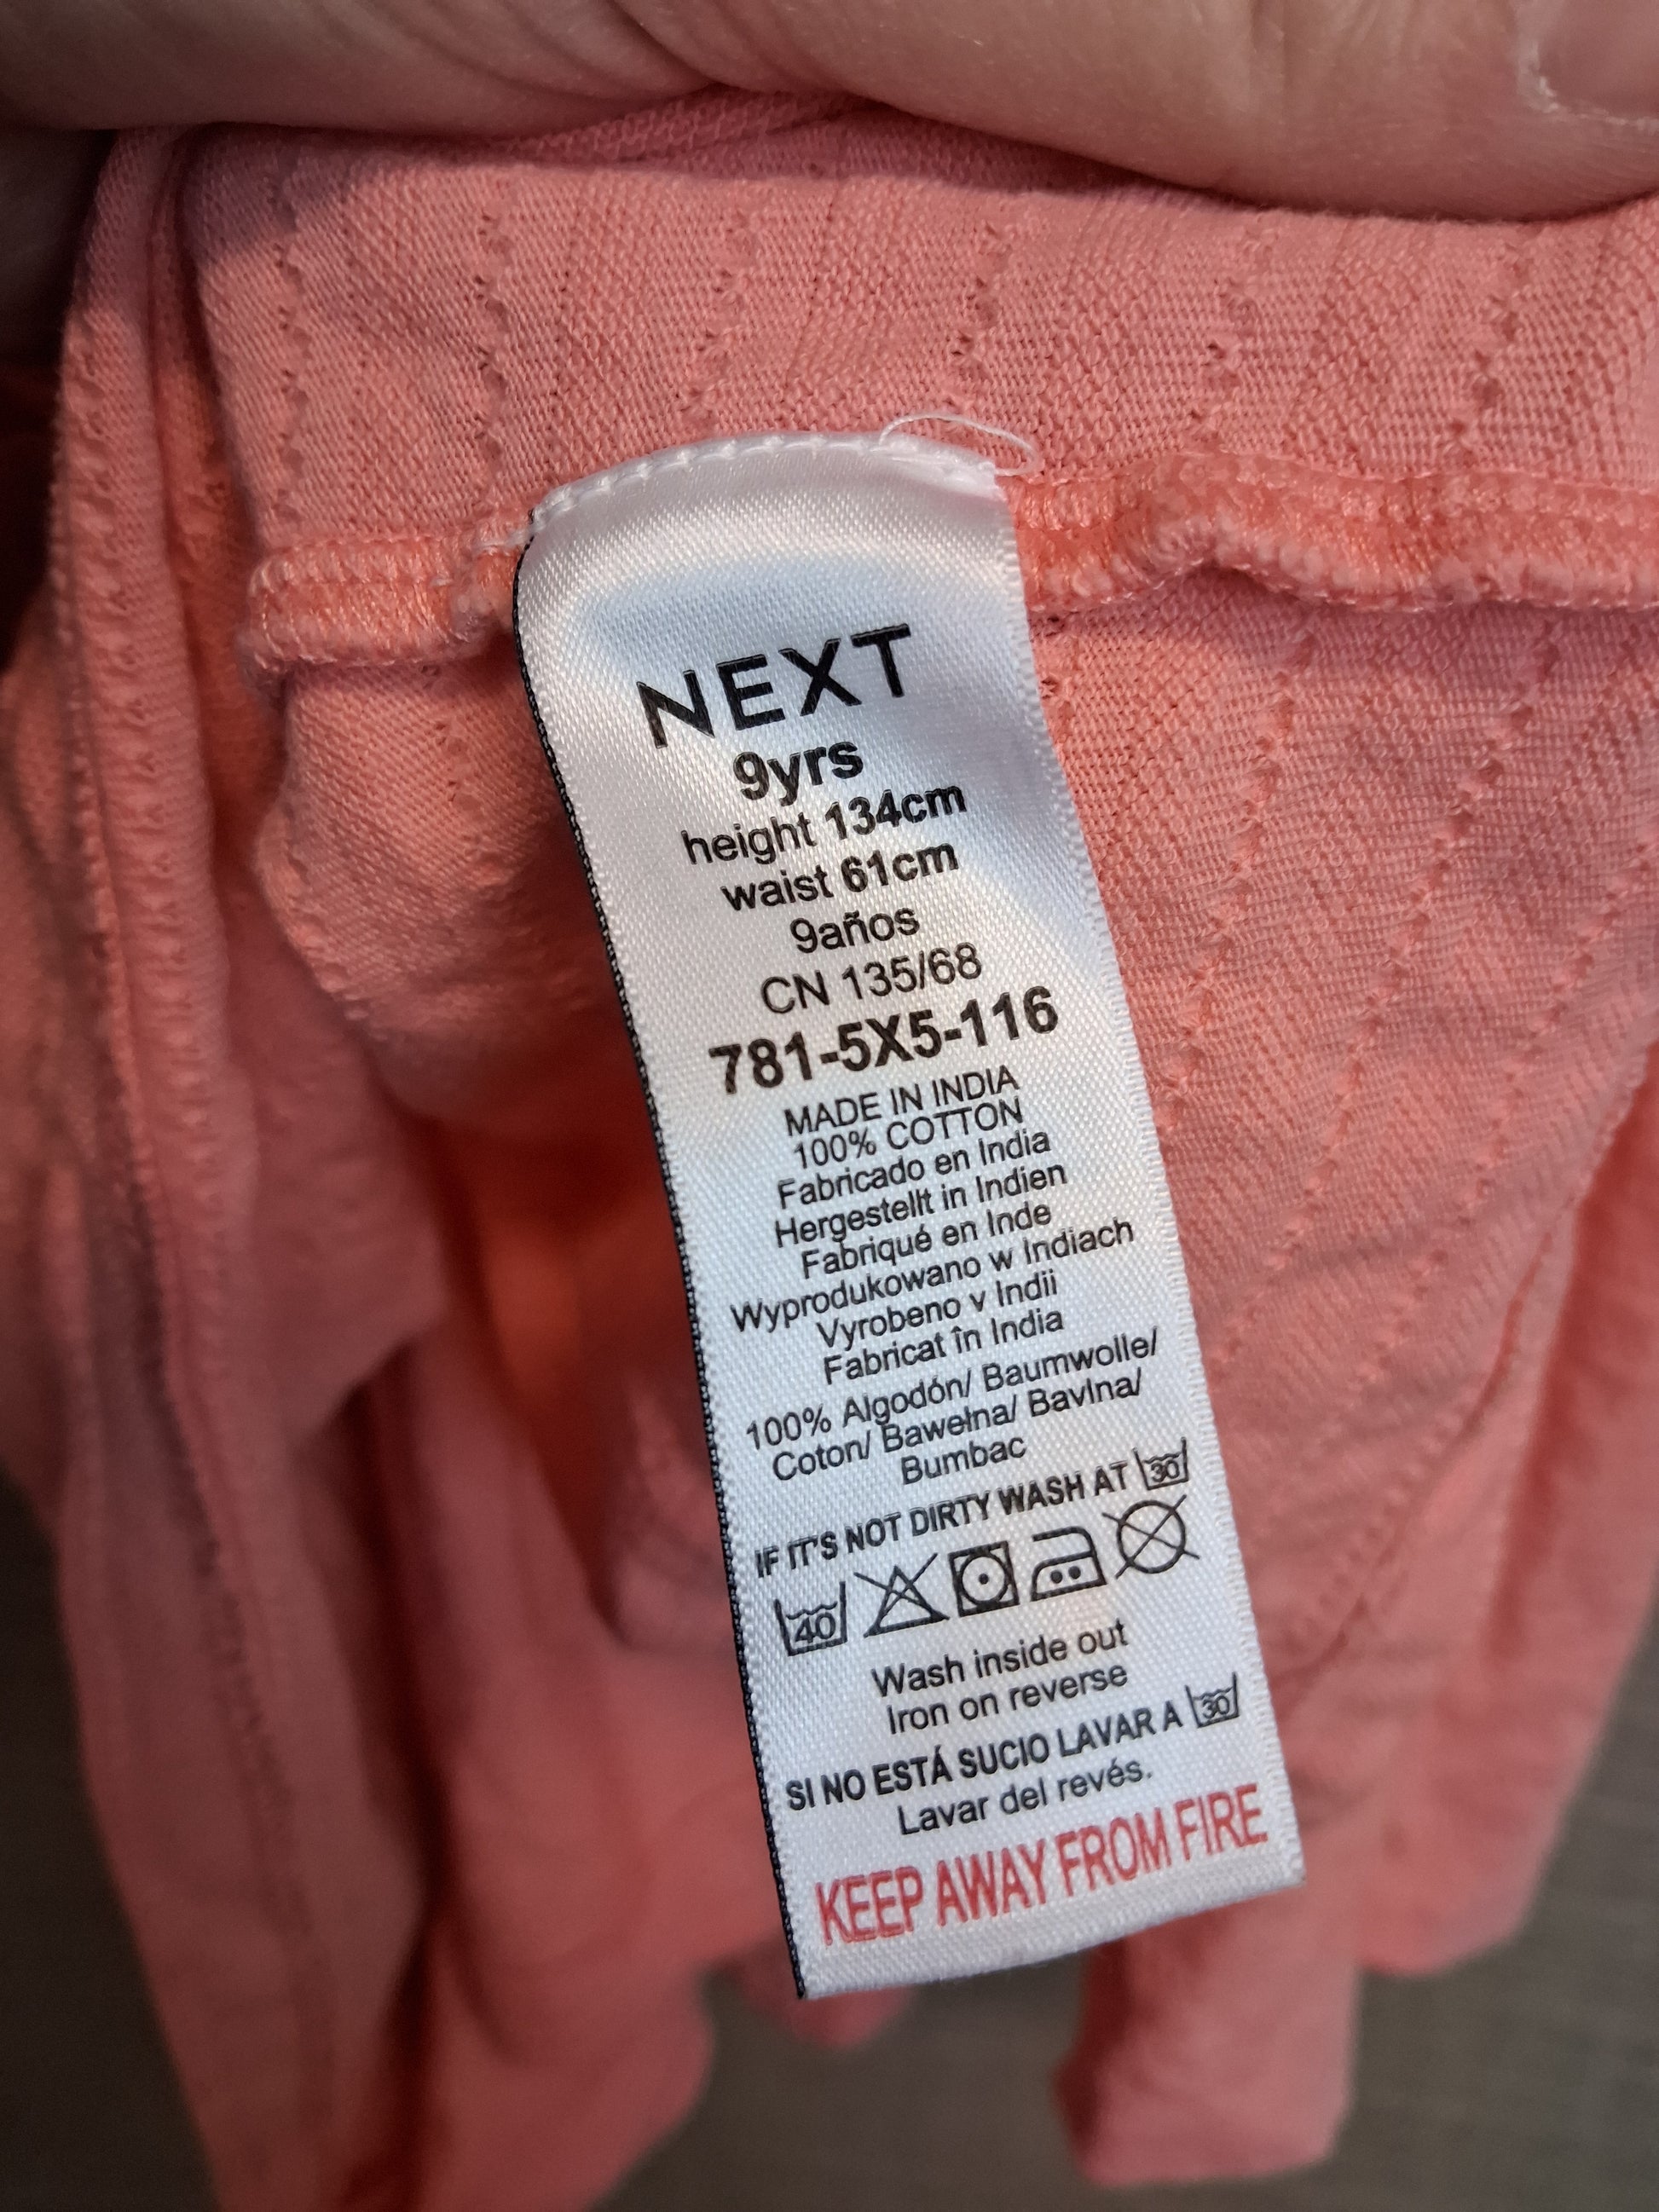 NEXT
9yrs
height 134cm
waist 61cm
9años
CN 135/68
781-5X5-116
MADE IN INDIA
100% COTTON
Fabricado en India
Hergestellt in Indien
Fabriqué en Inde
Wyprodukowano w Indiach
Vyrobeno v Indii
Fabricat în India
100% Algodón/ Baumwolle/
Coton/ Bawełna/ Bavlna/
Bumbac
IF IT'S NOT DIRTY WASH AT 30
40
Wash inside out
Iron on reverse
SI NO ESTÁ SUCIO LAVAR A 30
Lavar del revés.
KEEP AWAY FROM FIRE